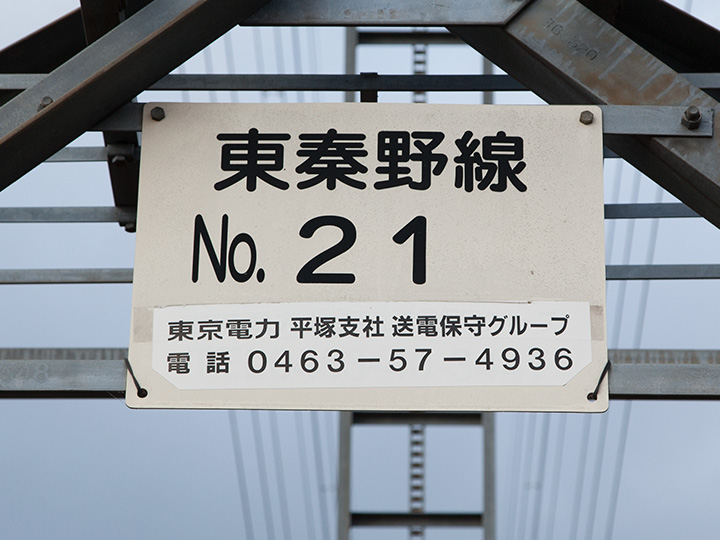 東秦野線
No. 21
東京電力 平塚支社 送電保守グループ
電話 0463-57-4936